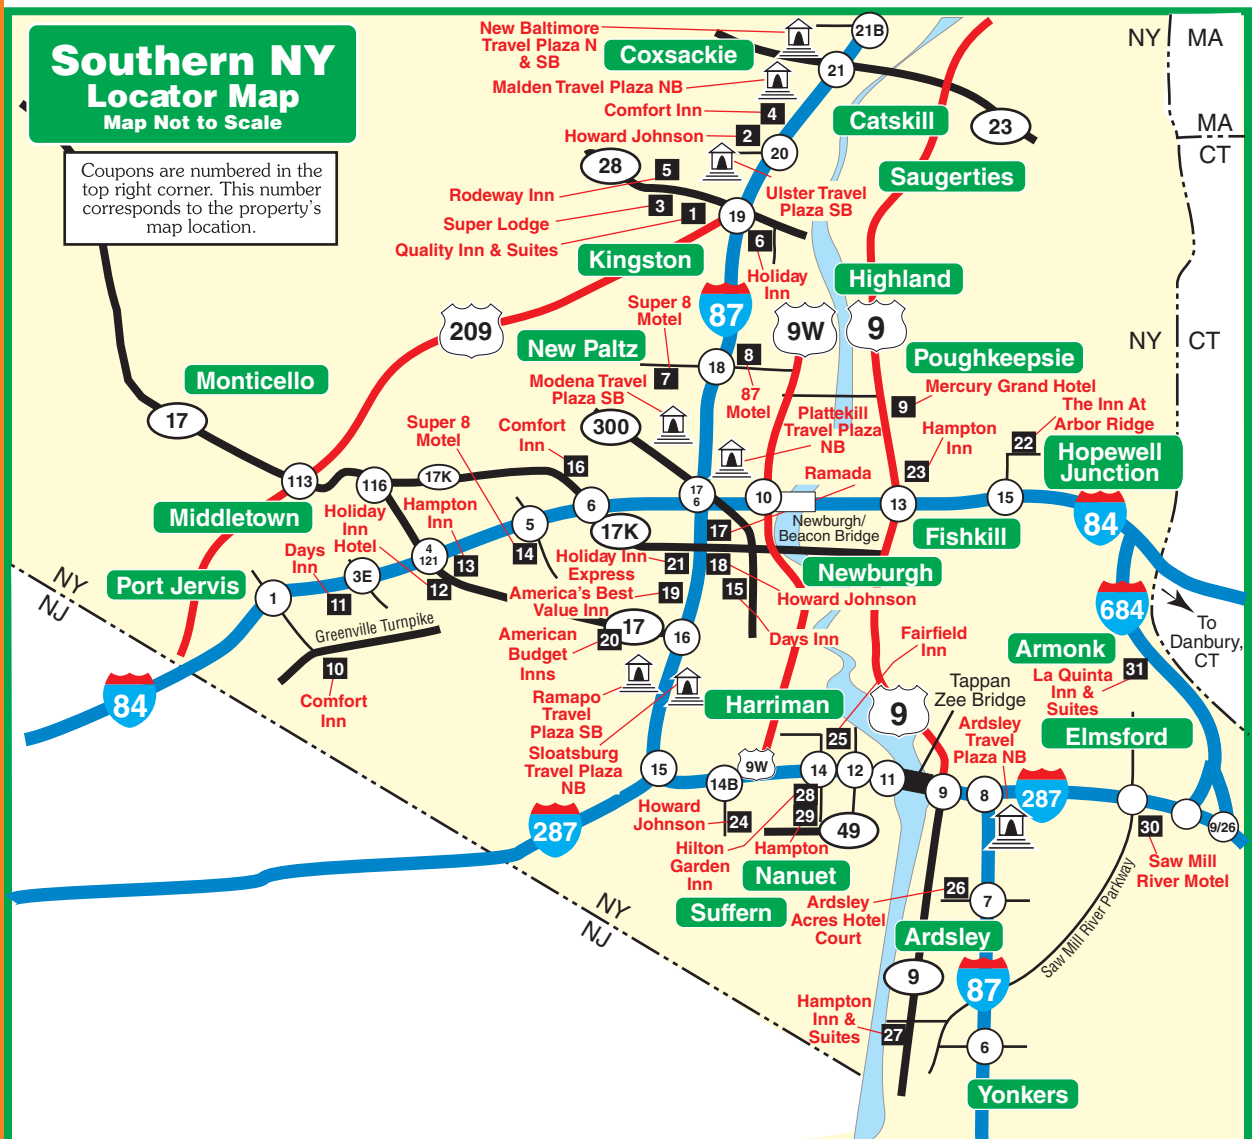 Southern NY
Locator Map
Map Not to Scale
Coupons are numbered in the
top right corner. This number
corresponds to the property's
map location.
New Baltimore
Travel Plaza N
& SB
Coxsackie
21B
NY
MA
21
Malden Travel Plaza NB
Comfort Inn
4
Catskill
23
MA
CT
Howard Johnson
2
20
28
5
Saugerties
Rodeway Inn
Ulster Travel
Plaza SB
3
1
19
Super Lodge
Quality Inn & Suites
6
Kingston
Holiday
Inn
Highland
87
Super 8
Motel
209
9W
9
NY
CT
New Paltz
8
18
7
Poughkeepsie
Monticello
Modena Travel
Plaza SB
87
Motel
Mercury Grand Hotel
9
The Inn At
Arbor Ridge
17
300
Plattekill
Travel Plaza
NB
Super 8
Motel
Comfort
Inn
Hampton
Inn
22
Hopewell
Junction
16
23
Ramada
113
116
17K
6
17
6
10
13
15
84
Middletown
Holiday
Inn
Hotel
Hampton
Inn
5
17K
17
Newburgh/
Beacon Bridge
Fishkill
Days
Inn
4
121
13
14
Holiday Inn
Express
21
18
Newburgh
NY
NJ
Port Jervis
1
3E
11
12
America's Best
Value Inn
19
15
Howard Johnson
684
To
Danbury,
CT
Greenville Turnpike
American
Budget
Inns
20
17
16
Days Inn
Fairfield
Inn
Armonk
10
Comfort
Inn
84
Ramapo
Travel
Plaza SB
Harriman
9
Tappan
Zee Bridge
La Quinta
Inn &
Suites
31
Sloatsburg
Travel Plaza
NB
25
Ardsley
Travel
Plaza NB
Elmsford
15
14B
9W
14
12
11
9
8
287
287
Howard
Johnson
24
28
29
49
9/26
30
Hilton
Garden
Inn
Hampton
Saw Mill
River Motel
Nanuet
Suffern
Ardsley
Acres Hotel
Court
26
7
Saw Mill River Parkway
NY
NJ
Ardsley
9
87
Hampton
Inn &
Suites
27
6
Yonkers